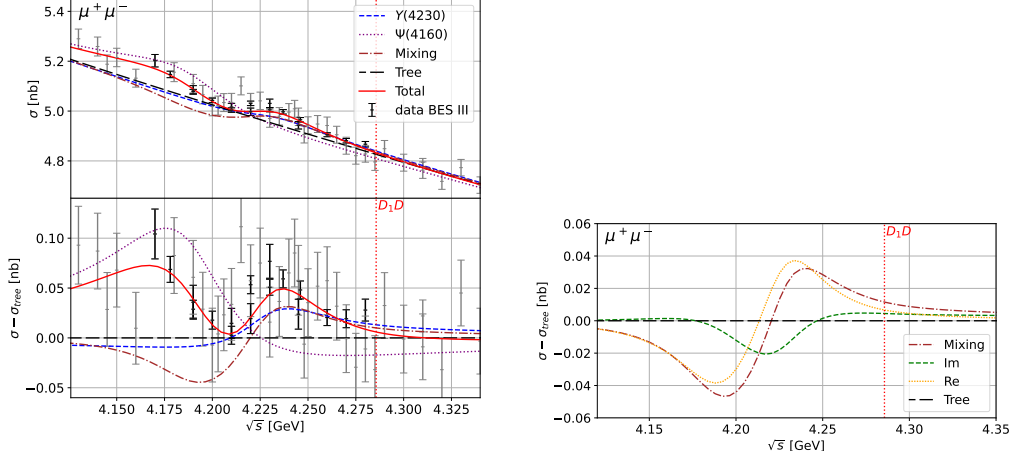 μ⁺μ⁻
Y(4230)
Ψ(4160)
Mixing
Tree
Total
data BES III
σ [nb]
5.4
5.2
5.0
4.8
D₁D
σ − σ_tree [nb]
0.10
0.05
0.00
−0.05
4.150 4.175 4.200 4.225 4.250 4.275 4.300 4.325
√s [GeV]
μ⁺μ⁻
D₁D
σ − σ_tree [nb]
0.06
0.04
0.02
0.00
−0.02
−0.04
−0.06
Mixing
Im
Re
Tree
4.15 4.20 4.25 4.30 4.35
√s [GeV]